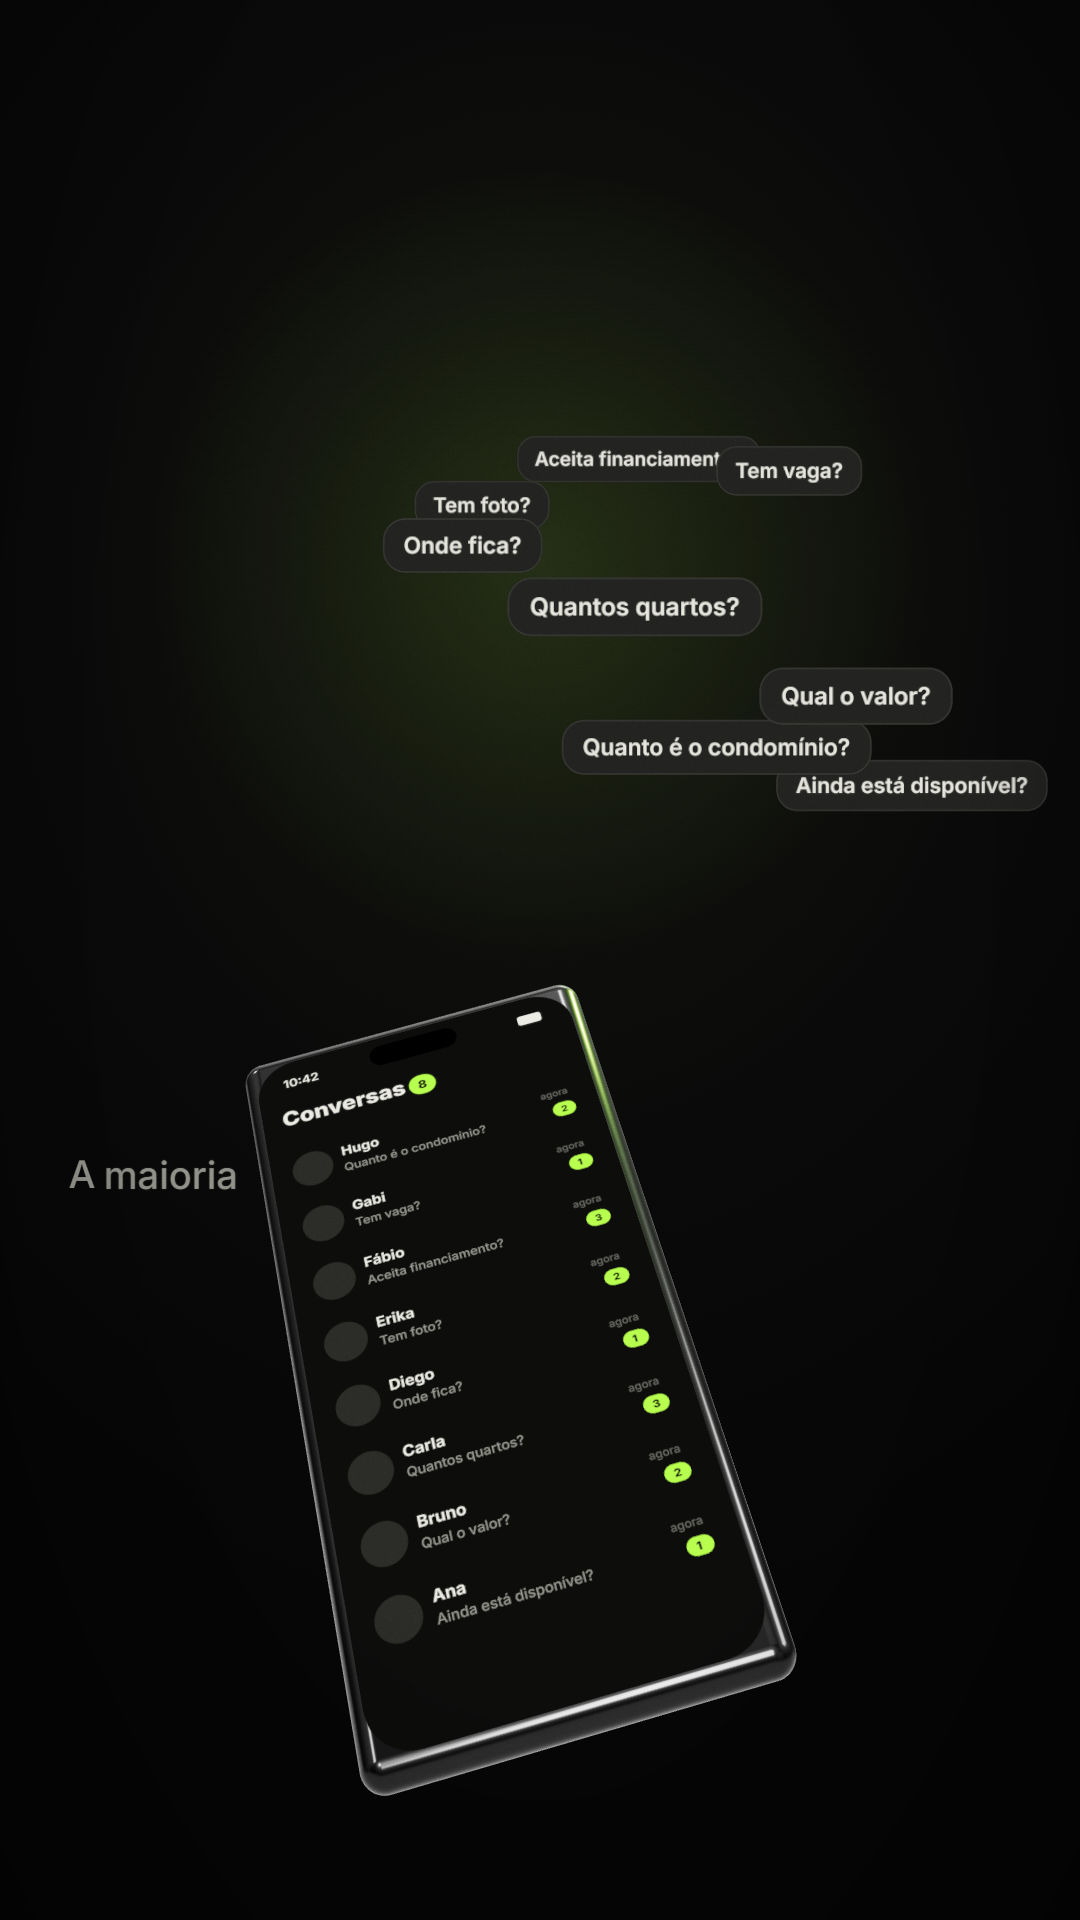 Aceita financiament
Tem vaga?
Tem foto?
Onde fica?
Quantos quartos?
Qual o valor?
Quanto é o condomínio?
Ainda está disponível?
10:42
Conversas 8
A maioria
Hugo agora
Quanto é o condomínio? 2
Gabi agora
Tem vaga? 1
Fábio agora
Aceita financiamento? 3
Erika agora
Tem foto? 2
Diego agora
Onde fica? 1
Carla agora
Quantos quartos? 3
Bruno agora
Qual o valor? 2
Ana agora
Ainda está disponível? 1